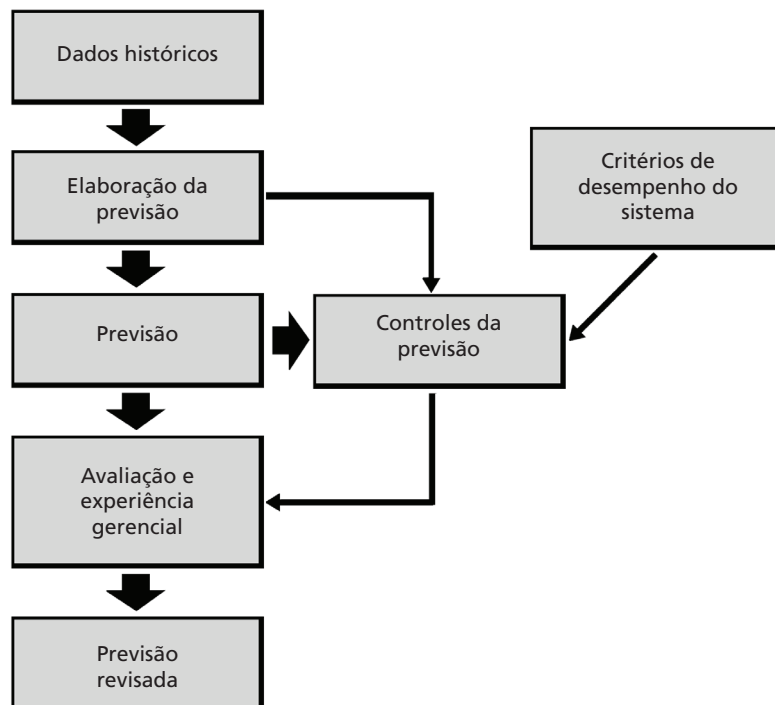 Dados históricos
Elaboração da
previsão
Critérios de
desempenho do
sistema
Previsão
Controles da
previsão
Avaliação e
experiência
gerencial
Previsão
revisada